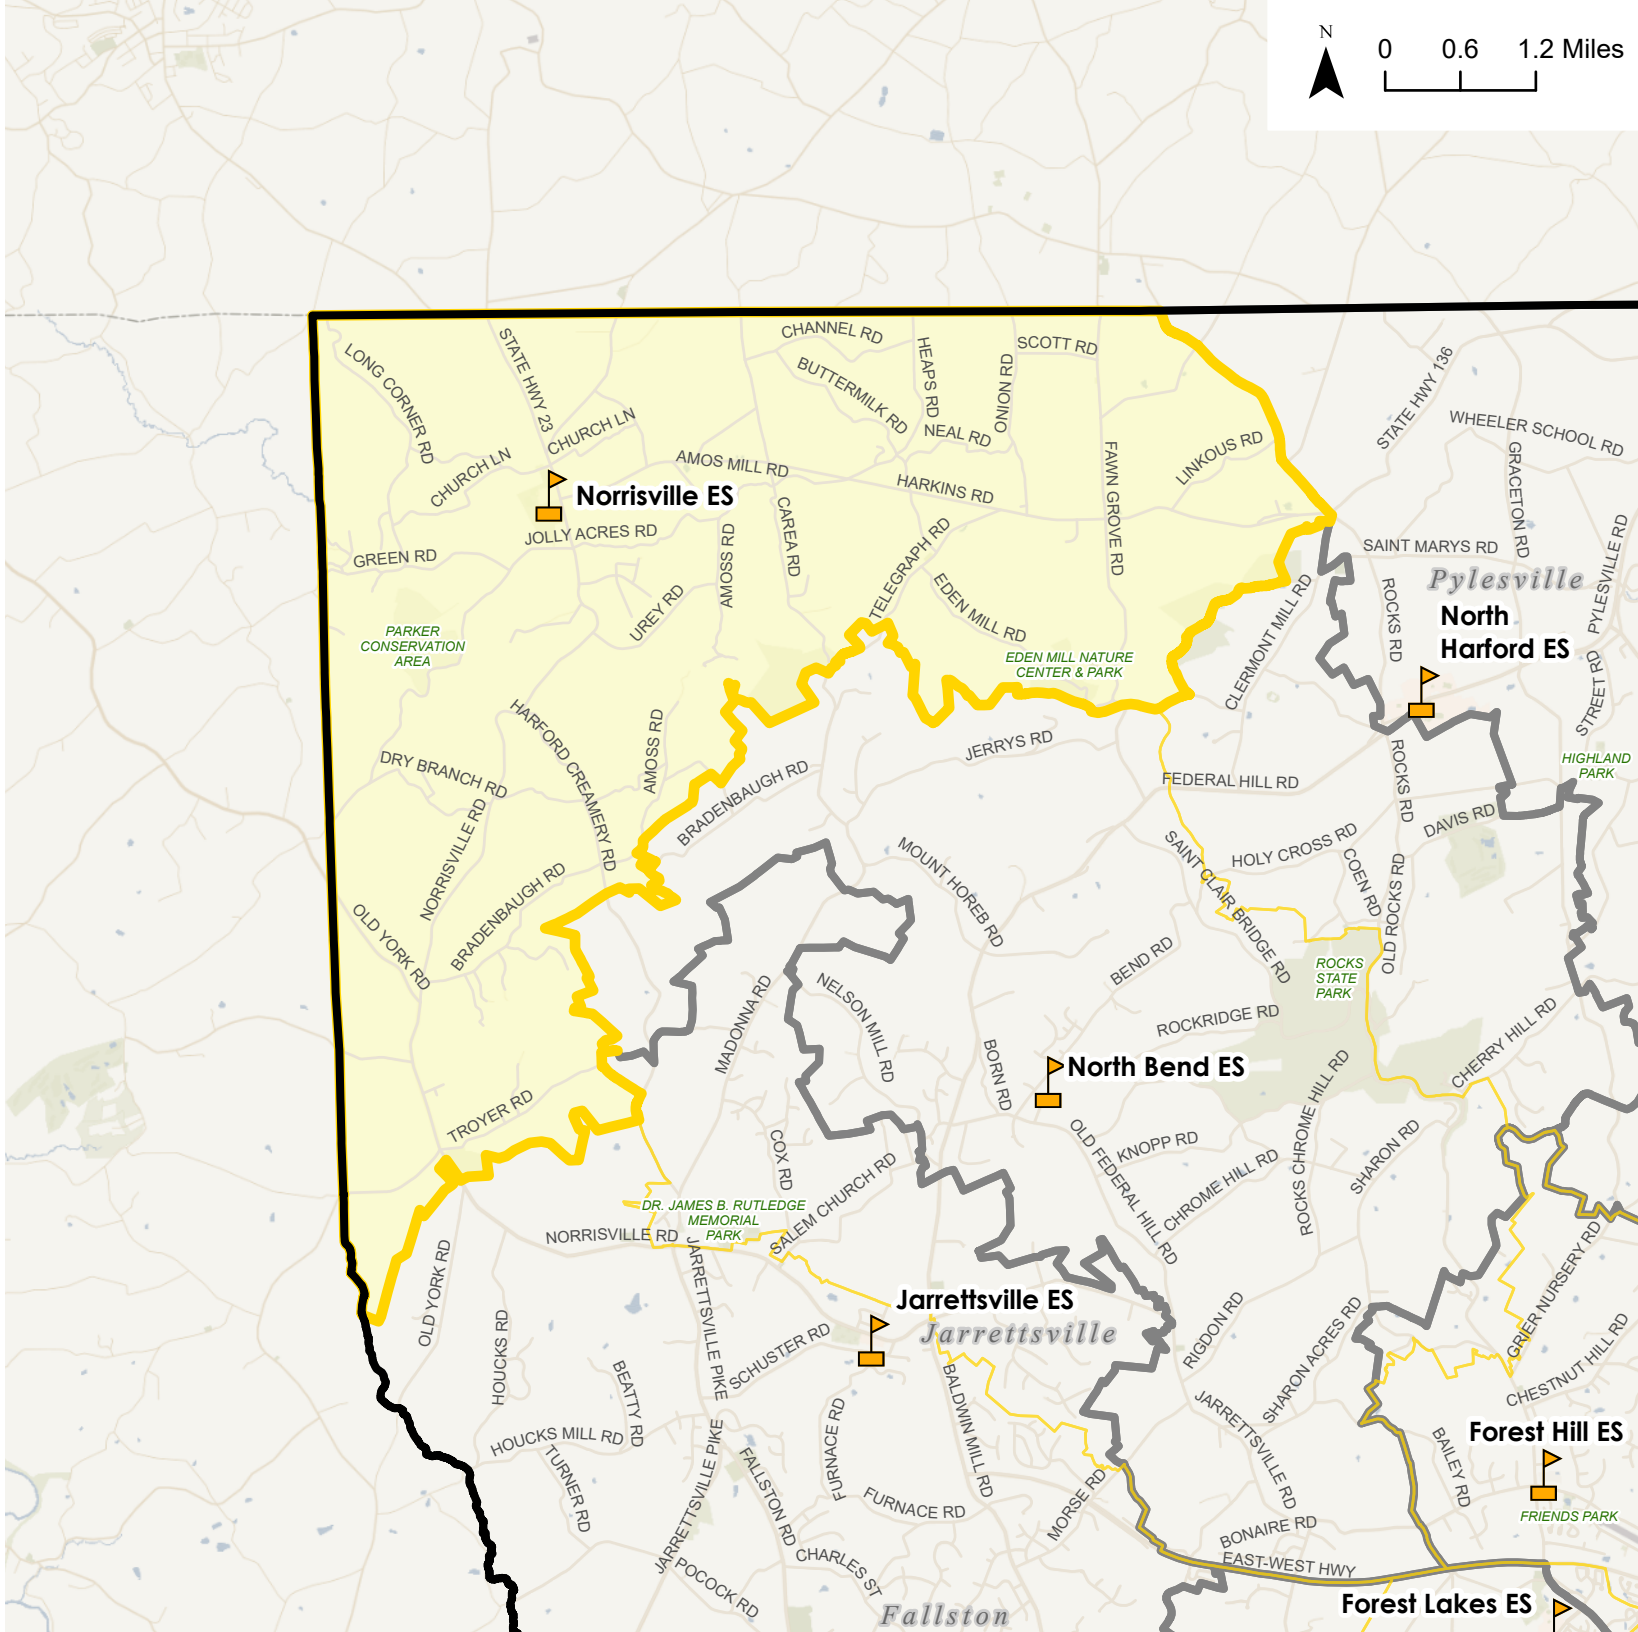 N
0 0.6 1.2 Miles
CHANNEL RD
SCOTT RD
STATE HWY 23
HEAPS RD
ONION RD
LONG CORNER RD
BUTTERMILK RD
STATE HWY 136
WHEELER SCHOOL RD
CHURCH LN
NEAL RD
LINKOUS RD
GRACETON RD
CHURCH LN
AMOS MILL RD
HARKINS RD
FAWN GROVE RD
Norrisville ES
CAREA RD
JOLLY ACRES RD
AMOSS RD
TELEGRAPH RD
SAINT MARYS RD
PYLESVILLE RD
GREEN RD
Pylesville
UREY RD
EDEN MILL RD
CLERMONT MILL RD
ROCKS RD
North
Harford ES
PARKER
CONSERVATION
AREA
EDEN MILL NATURE
CENTER & PARK
STREET RD
HARFORD CREAMERY RD
AMOSS RD
JERRYS RD
ROCKS RD
HIGHLAND
PARK
DRY BRANCH RD
BRADENBAUGH RD
FEDERAL HILL RD
NORRISVILLE RD
DAVIS RD
MOUNT HOREB RD
SAINT CLAIR BRIDGE RD
HOLY CROSS RD
COEN RD
OLD ROCKS RD
BRADENBAUGH RD
OLD YORK RD
BEND RD
ROCKS
STATE
PARK
MADONNA RD
NELSON MILL RD
ROCKRIDGE RD
CHERRY HILL RD
BORN RD
North Bend ES
TROYER RD
OLD FEDERAL HILL RD
KNOPP RD
ROCKS CHROME HILL RD
SHARON RD
COX RD
SALEM CHURCH RD
CHROME HILL RD
DR. JAMES B. RUTLEDGE
MEMORIAL
PARK
NORRISVILLE RD
OLD YORK RD
JARRETTSVILLE PIKE
GRIER NURSERY RD
Jarrettsville ES
Jarrettsville
HOUCKS RD
SCHUSTER RD
RIGDON RD
SHARON ACRES RD
CHESTNUT HILL RD
BEATTY RD
BALDWIN MILL RD
JARRETTSVILLE RD
FURNACE RD
HOUCKS MILL RD
Forest Hill ES
BAILEY RD
TURNER RD
JARRETTSVILLE PIKE
FALLSTON RD
FURNACE RD
MORSE RD
FRIENDS PARK
BONAIRE RD
CHARLES ST
EAST-WEST HWY
POCOCK RD
Forest Lakes ES
Fallston